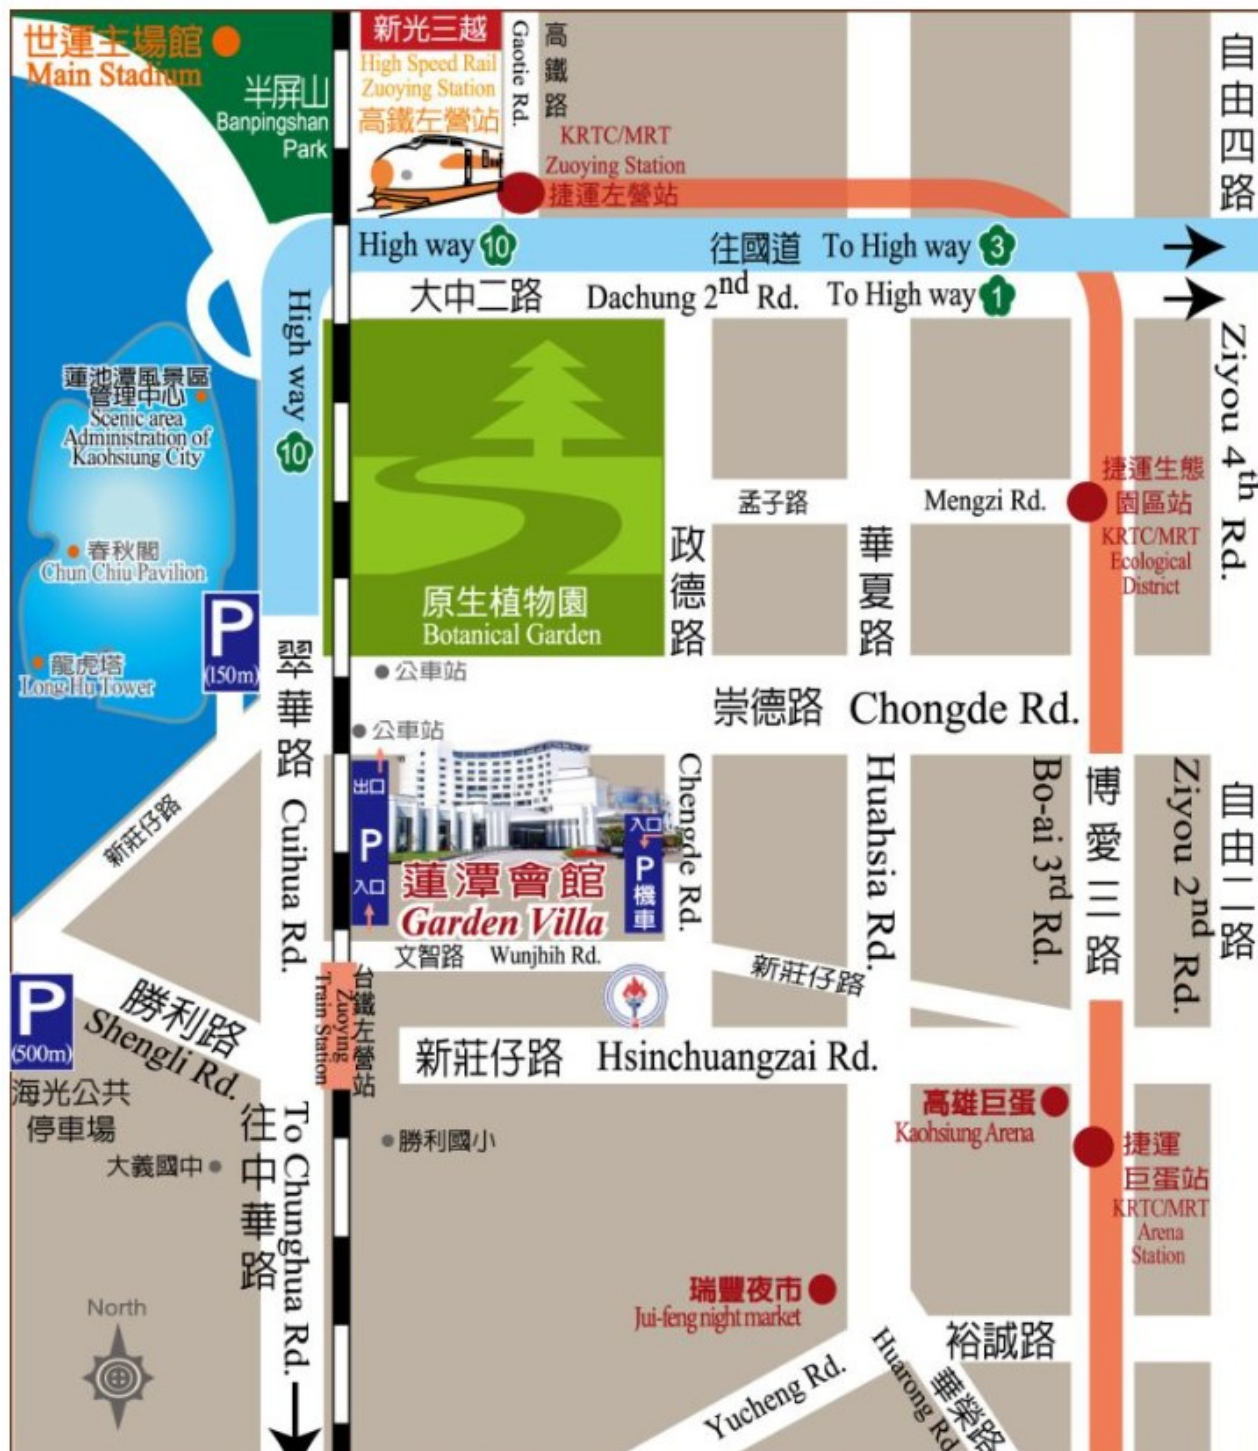 世運主場館
Main Stadium
半屏山
Banpingshan
Park
新光三越
High Speed Rail
Zuoying Station
高鐵左營站
Gaotie Rd.
高鐵路
KRTC/MRT
Zuoying Station
捷運左營站
自由四路
High way 10
往國道 To High way 3
大中二路 Dachung 2nd Rd. To High way 1
High way 10
Ziyou 4th Rd.
蓮池潭風景區
管理中心
Scenic area
Administration of
Kaohsiung City
春秋閣
Chun Chiu Pavilion
龍虎塔
Long Hu Tower
P
(150m)
原生植物園
Botanical Garden
孟子路 Mengzi Rd.
捷運生態
園區站
KRTC/MRT
Ecological
District
政德路
華夏路
公車站
公車站
崇德路 Chongde Rd.
翠華路 Cuihua Rd.
新莊仔路
出口
P
入口
入口
P
機車
蓮潭會館
Garden Villa
Chengde Rd.
Huahsia Rd.
Bo-ai 3rd Rd.
博愛三路
Ziyou 2nd Rd.
自由二路
文智路 Wunjhih Rd.
新莊仔路
P
(500m)
海光公共
停車場
勝利路
Shengli Rd.
台鐵左營站
Zuoying
Train Station
新莊仔路 Hsinchuangzai Rd.
高雄巨蛋
Kaohsiung Arena
捷運
巨蛋站
KRTC/MRT
Arena
Station
勝利國小
大義國中
往中華路
To Chunghua Rd.
瑞豐夜市
Jui-feng night market
裕誠路
Yucheng Rd.
Huarong Rd.
華榮路
North